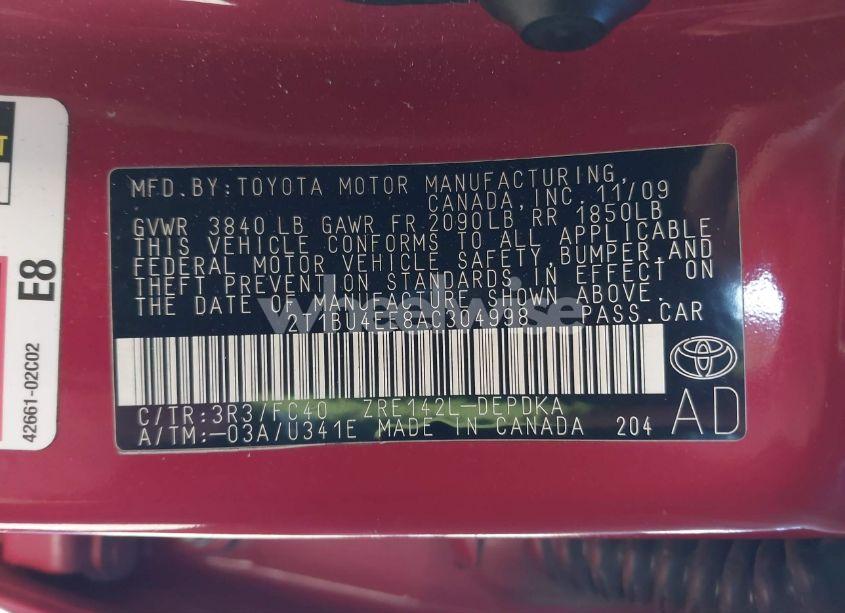 MFD. BY: TOYOTA MOTOR MANUFACTURING,
CANADA, INC. 11/09
GVWR 3840 LB GAWR FR 2090LB RR 1850LB
THIS VEHICLE CONFORMS TO ALL APPLICABLE
FEDERAL MOTOR VEHICLE SAFETY, BUMPER, AND
THEFT PREVENTION STANDARDS IN EFFECT ON
THE DATE OF MANUFACTURE SHOWN ABOVE.
wheelwise
PASS. CAR
C/TR: 3R3/FC40 ZRE142L-DEPDKA
A/TM: -03A/U341E MADE IN CANADA 204
AD
E8
42661-02C02